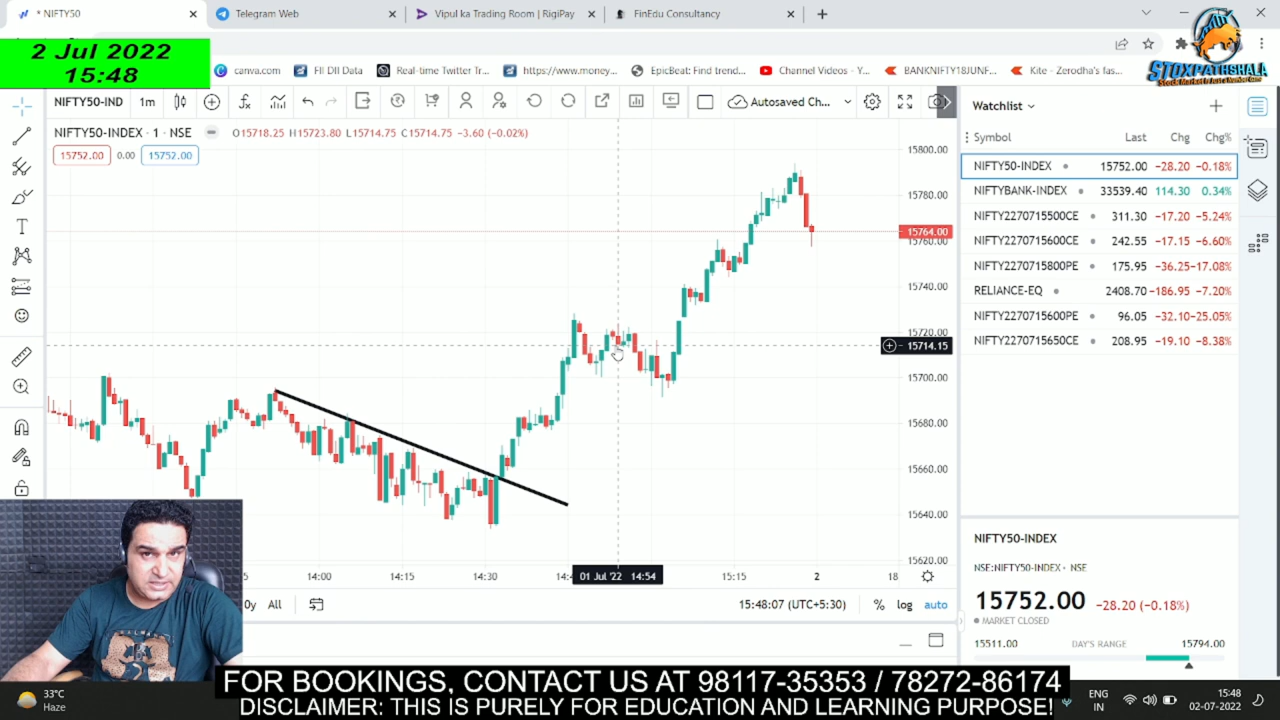 * NIFTY50
Telegram Web
Vipul ka Trading Room | RigiPay
FinEdu Consultancy
2 Jul 2022
15:48
canva.com
FII DII Data
Real-time Twitter Tr...
https://www.money...
EpicBeat: Find trend...
Channel Videos - Y...
BANKNIFTY18JUNF...
Kite - Zerodha's fas...
STOXPATHSHALA
NIFTY50-IND
1m
Autosaved Ch...
NIFTY50-INDEX · 1 · NSE
O15718.25 H15723.80 L15714.75 C15714.75 -3.60 (-0.02%)
15752.00 0.00 15752.00
15800.00
15780.00
15764.00
15760.00
15740.00
15720.00
15714.15
15700.00
15680.00
15660.00
15640.00
15620.00
14:00
14:15
14:30
01 Jul '22 14:54
15:15
2
18
0y
All
15:48:07 (UTC+5:30)
%
log
auto
Watchlist
Symbol Last Chg Chg%
NIFTY50-INDEX 15752.00 -28.20 -0.18%
NIFTYBANK-INDEX 33539.40 114.30 0.34%
NIFTY2270715500CE 311.30 -17.20 -5.24%
NIFTY2270715600CE 242.55 -17.15 -6.60%
NIFTY2270715800PE 175.95 -36.25 -17.08%
RELIANCE-EQ 2408.70 -186.95 -7.20%
NIFTY2270715600PE 96.05 -32.10 -25.05%
NIFTY2270715650CE 208.95 -19.10 -8.38%
NIFTY50-INDEX
NSE:NIFTY50-INDEX · NSE
15752.00 -28.20 (-0.18%)
MARKET CLOSED
15511.00 DAY'S RANGE 15794.00
FOR BOOKINGS, CONTACT US AT 98117-35353 / 78272-86174
DISCLAIMER: THIS IS PURELY FOR EDUCATION AND LEARNING PURPOSE!
33°C
Haze
ENG
IN
15:48
02-07-2022